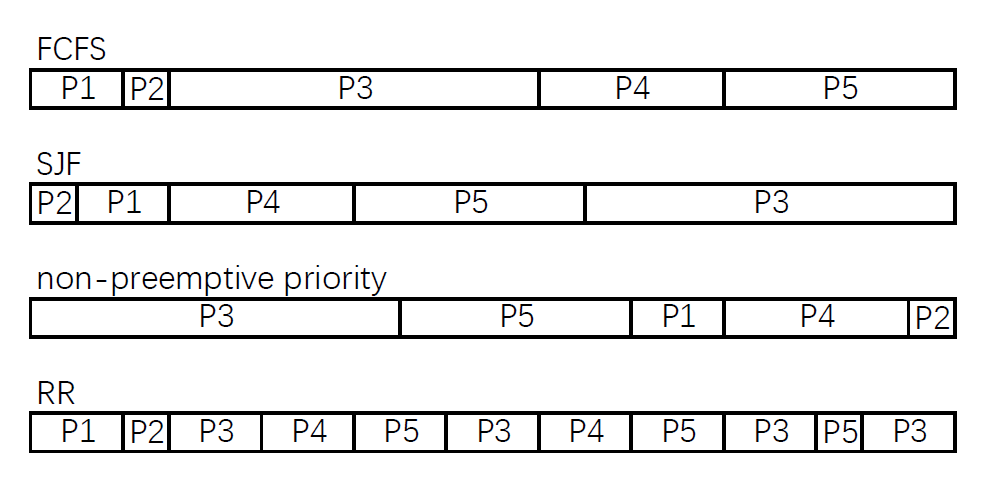 FCFS
P1 P2 P3 P4 P5
SJF
P2 P1 P4 P5 P3
non-preemptive priority
P3 P5 P1 P4 P2
RR
P1 P2 P3 P4 P5 P3 P4 P5 P3 P5 P3